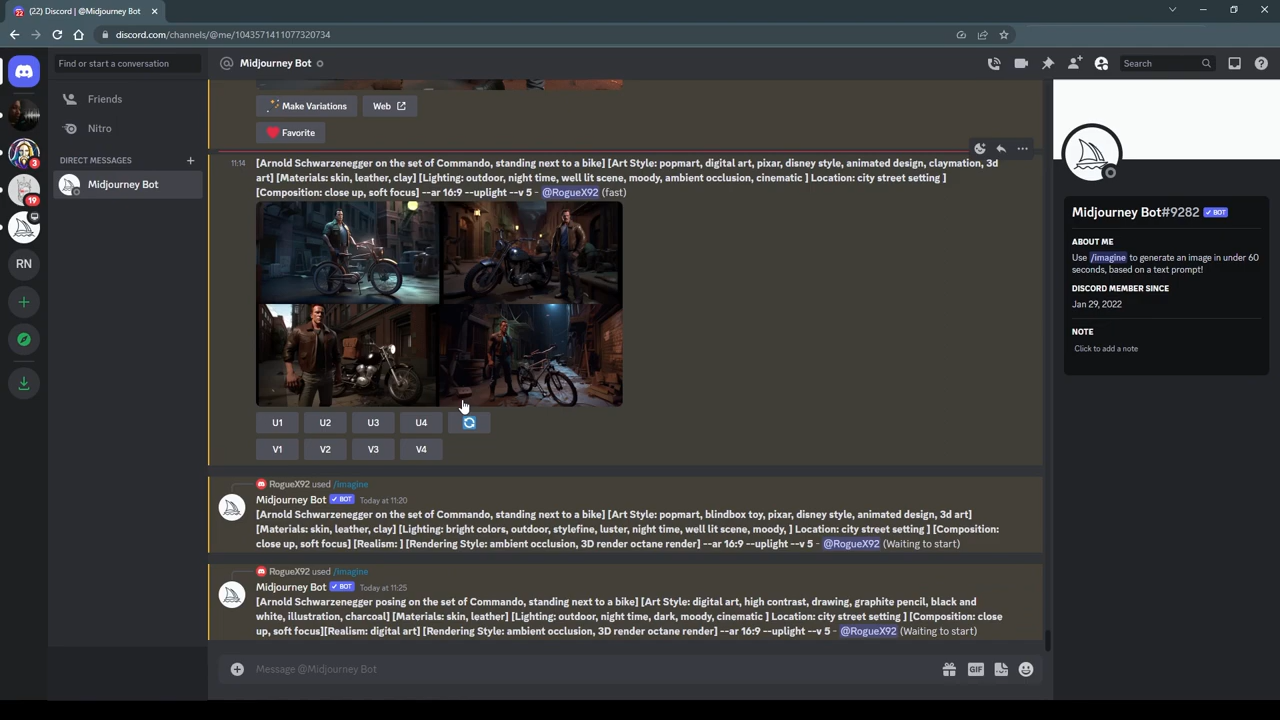 (22) Discord | @Midjourney Bot
discord.com/channels/@me/1043571411077320734
Find or start a conversation
Midjourney Bot
Search
Friends
Nitro
DIRECT MESSAGES
Midjourney Bot
3
19
RN
Make Variations
Web
Favorite
11:14
[Arnold Schwarzenegger on the set of Commando, standing next to a bike] [Art Style: popmart, digital art, pixar, disney style, animated design, claymation, 3d
art] [Materials: skin, leather, clay] [Lighting: outdoor, night time, well lit scene, moody, ambient occlusion, cinematic ] Location: city street setting ]
[Composition: close up, soft focus] --ar 16:9 --uplight --v 5 - @RogueX92 (fast)
U1 U2 U3 U4
V1 V2 V3 V4
RogueX92 used /imagine
Midjourney Bot BOT Today at 11:20
[Arnold Schwarzenegger on the set of Commando, standing next to a bike] [Art Style: popmart, blindbox toy, pixar, disney style, animated design, 3d art]
[Materials: skin, leather, clay] [Lighting: bright colors, outdoor, stylefine, luster, night time, well lit scene, moody, ] Location: city street setting ] [Composition:
close up, soft focus] [Realism: ] [Rendering Style: ambient occlusion, 3D render octane render] --ar 16:9 --uplight --v 5 - @RogueX92 (Waiting to start)
RogueX92 used /imagine
Midjourney Bot BOT Today at 11:25
[Arnold Schwarzenegger posing on the set of Commando, standing next to a bike] [Art Style: digital art, high contrast, drawing, graphite pencil, black and
white, illustration, charcoal] [Materials: skin, leather] [Lighting: outdoor, night time, dark, moody, cinematic ] Location: city street setting ] [Composition: close
up, soft focus][Realism: digital art] [Rendering Style: ambient occlusion, 3D render octane render] --ar 16:9 --uplight --v 5 - @RogueX92 (Waiting to start)
Message @Midjourney Bot
GIF
Midjourney Bot#9282 BOT
ABOUT ME
Use /imagine to generate an image in under 60
seconds, based on a text prompt!
DISCORD MEMBER SINCE
Jan 29, 2022
NOTE
Click to add a note